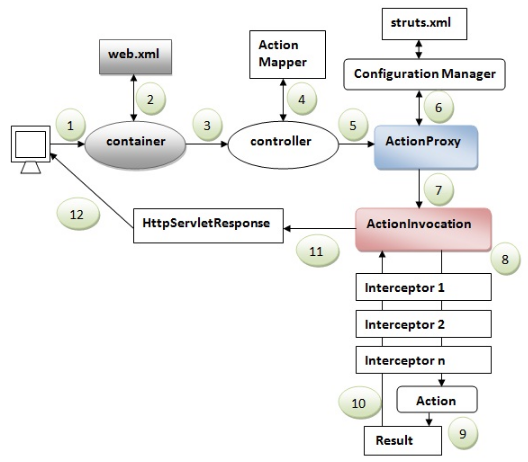 struts.xml
web.xml
Action
Mapper
Configuration Manager
2
4
6
1
3
5
container
controller
ActionProxy
7
12
HttpServletResponse
ActionInvocation
11
8
Interceptor 1
Interceptor 2
Interceptor n
10
Action
9
Result